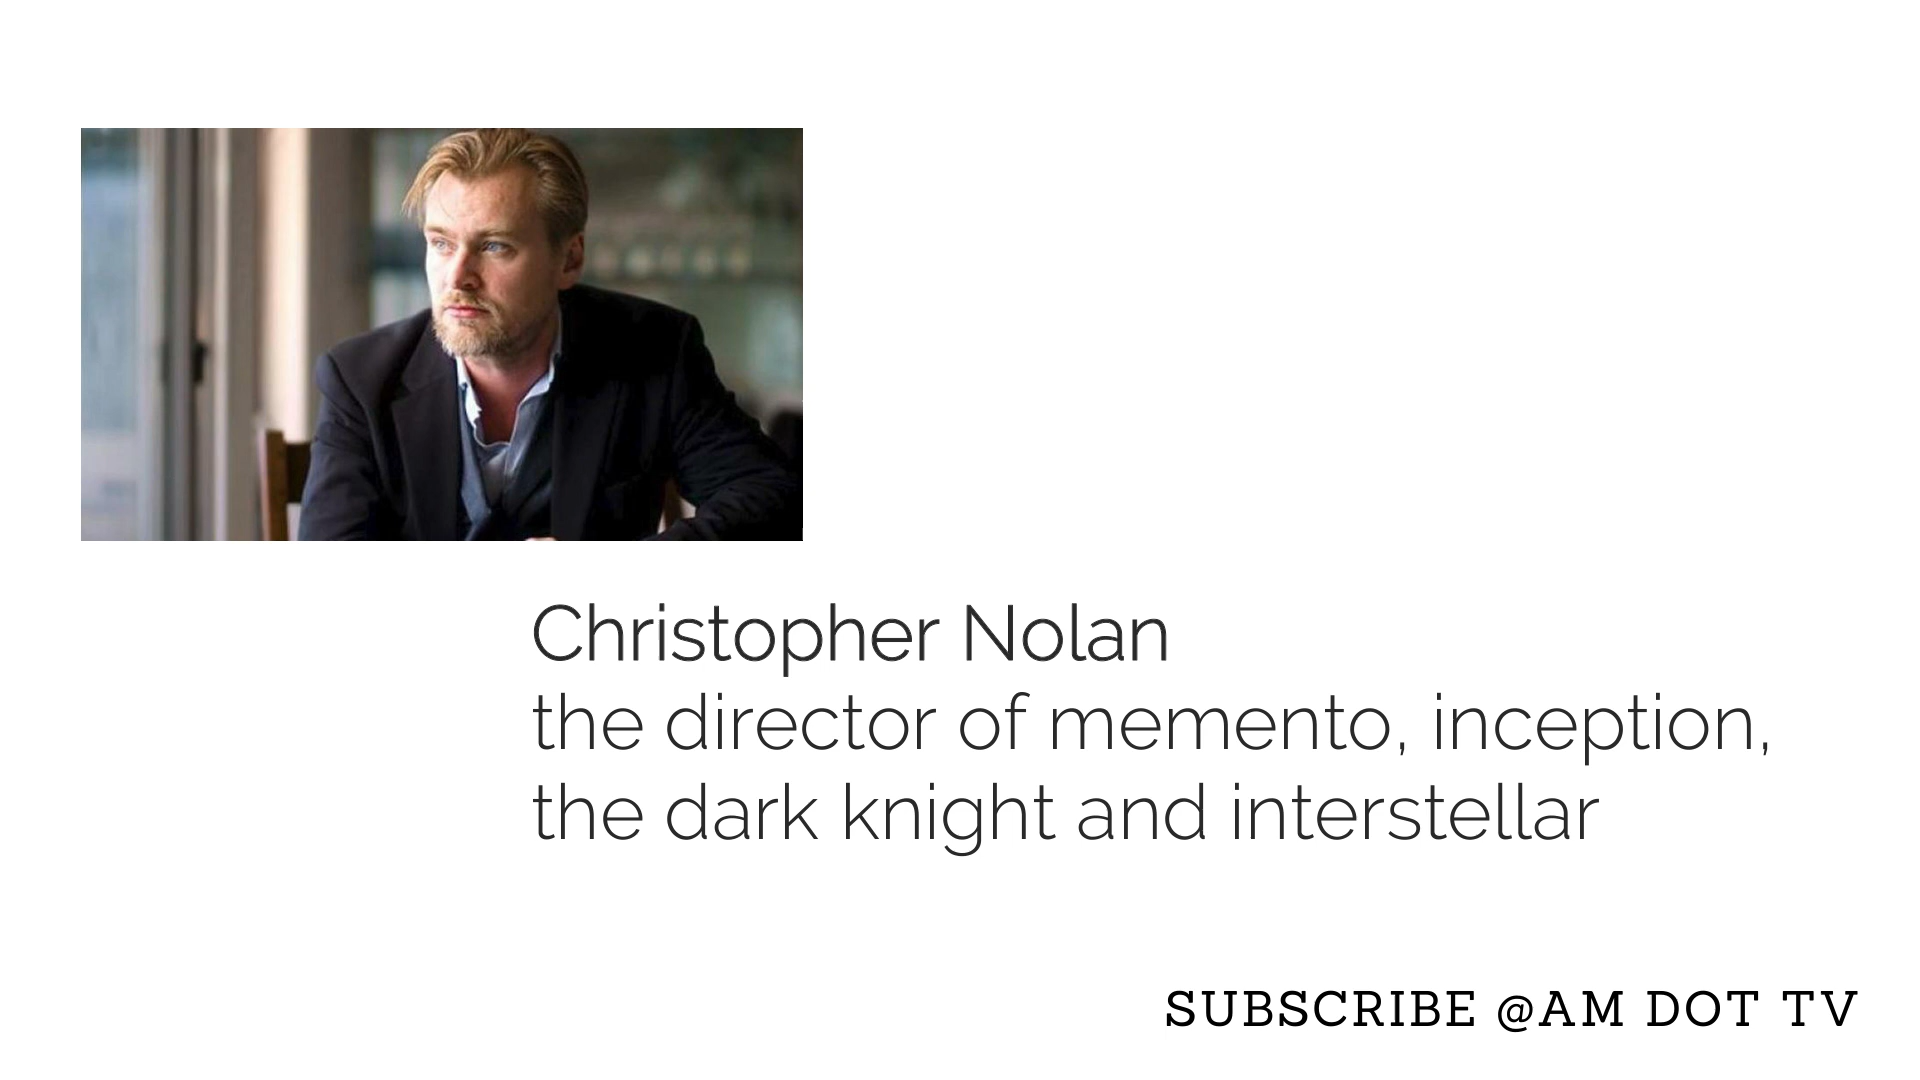 Christopher Nolan
the director of memento, inception,
the dark knight and interstellar
SUBSCRIBE @AM DOT TV